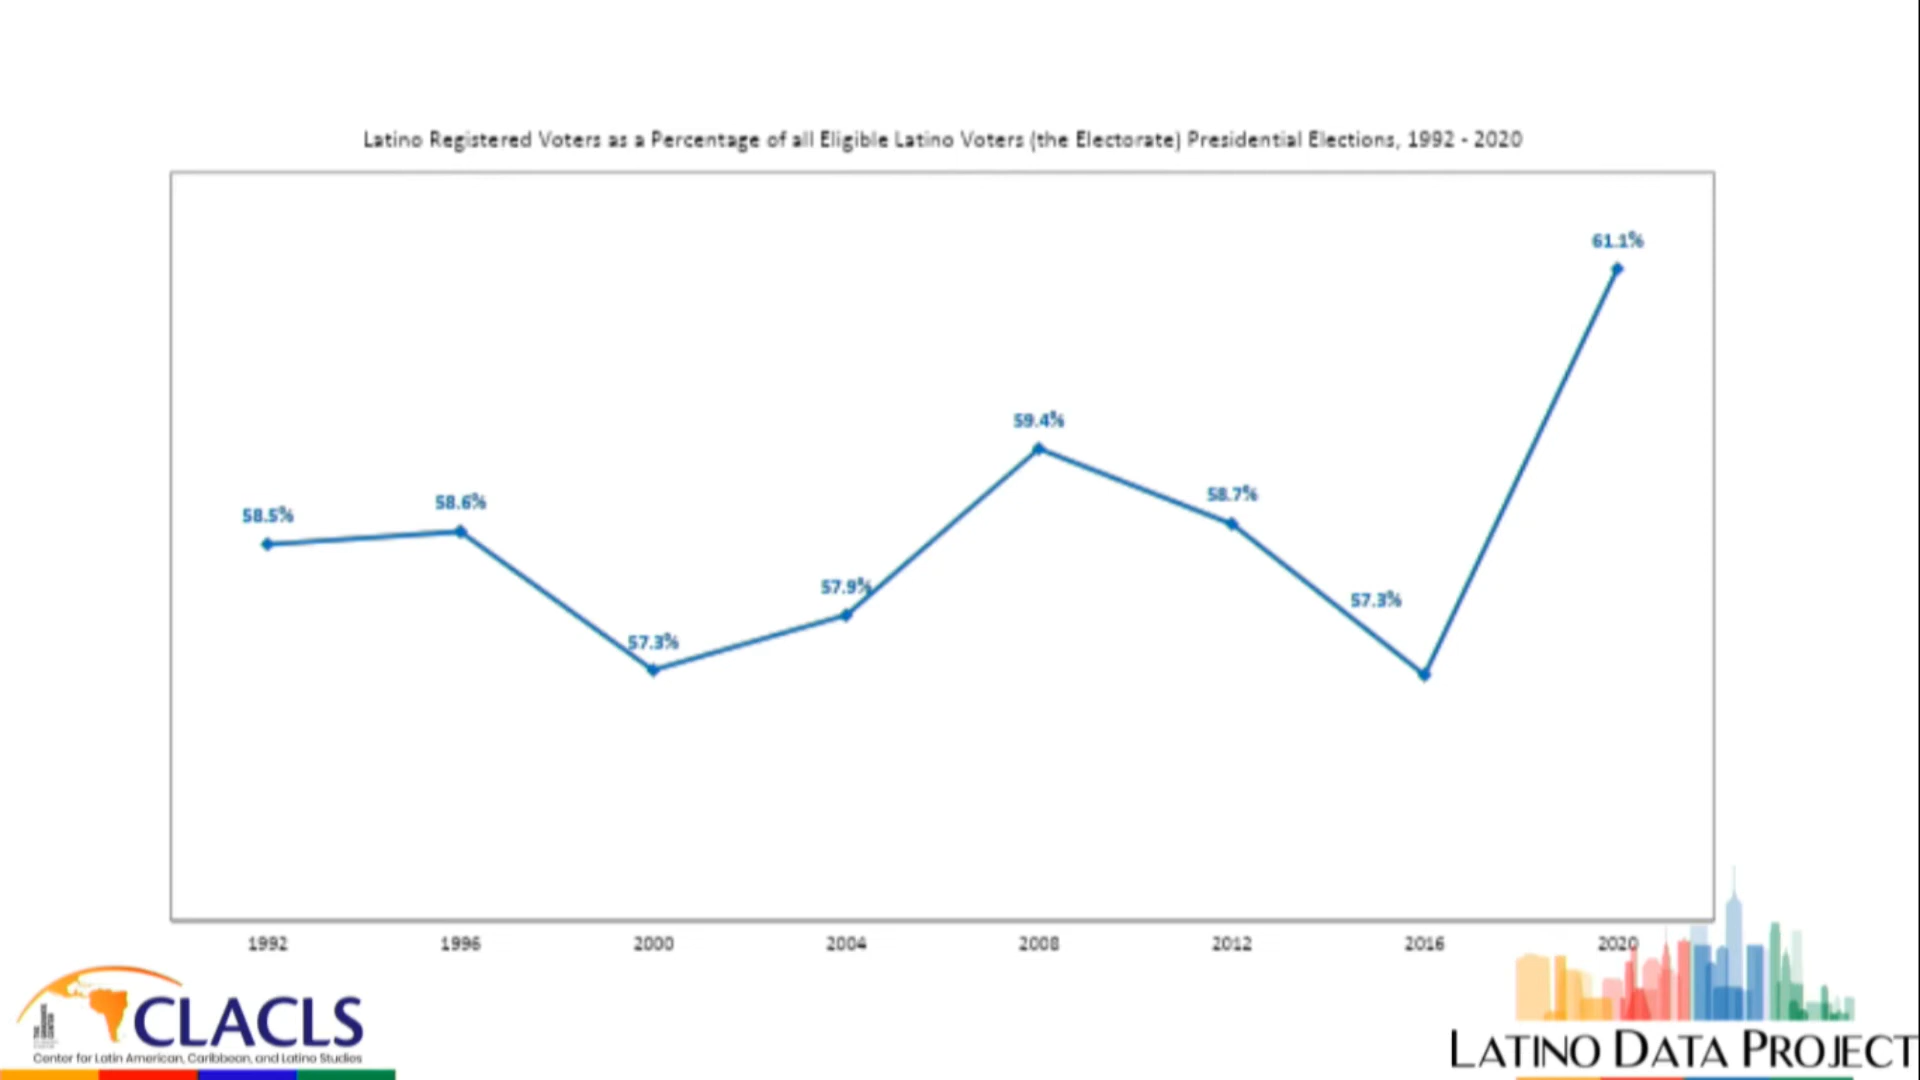 Latino Registered Voters as a Percentage of all Eligible Latino Voters (the Electorate) Presidential Elections, 1992 - 2020
61.1%
59.4%
58.5%
58.6%
58.7%
57.9%
57.3%
57.3%
1992 1996 2000 2004 2008 2012 2016 2020
CLACLS
Center for Latin American, Caribbean, and Latino Studies
LATINO DATA PROJECT